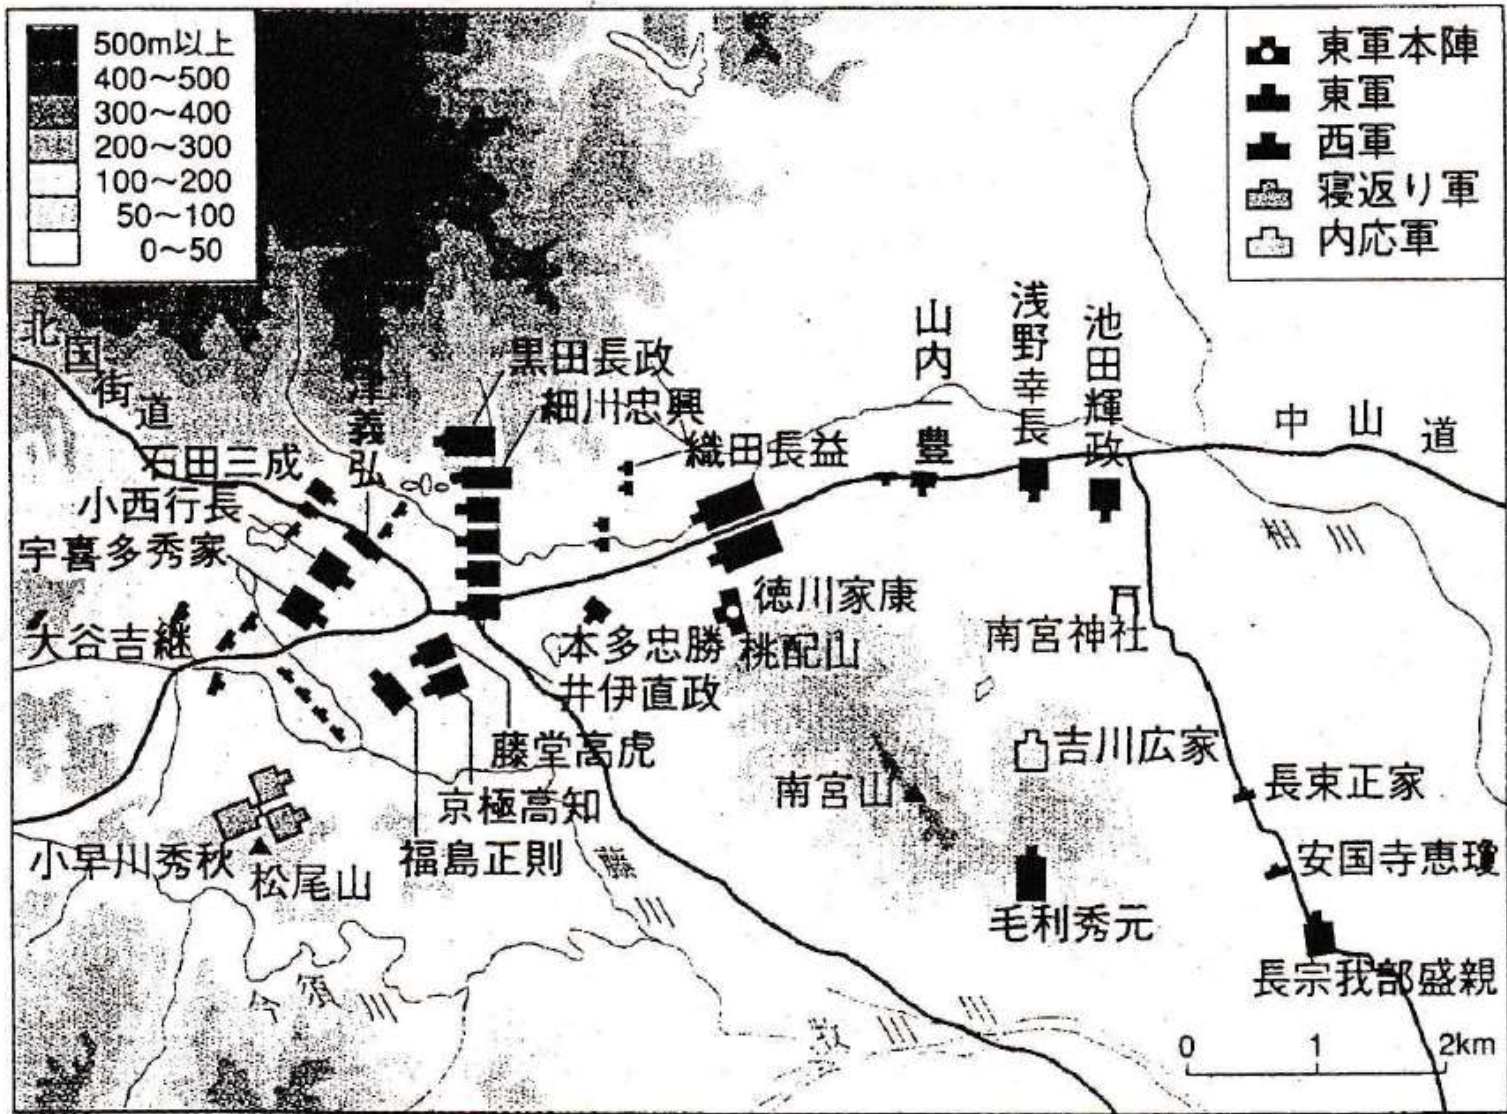 500m以上
400～500
300～400
200～300
100～200
50～100
0～50
東軍本陣
東軍
西軍
寝返り軍
内応軍
北国街道
津義弘
黒田長政
細川忠興
織田長益
山内一豊
浅野幸長
池田輝政
中山道
石田三成
小西行長
宇喜多秀家
大谷吉継
本多忠勝
井伊直政
徳川家康
桃配山
南宮神社
相川
藤堂高虎
京極高知
福島正則
小早川秀秋
松尾山
南宮山
吉川広家
毛利秀元
長束正家
安国寺恵瓊
長宗我部盛親
藤川
今須川
牧川
0 1 2km